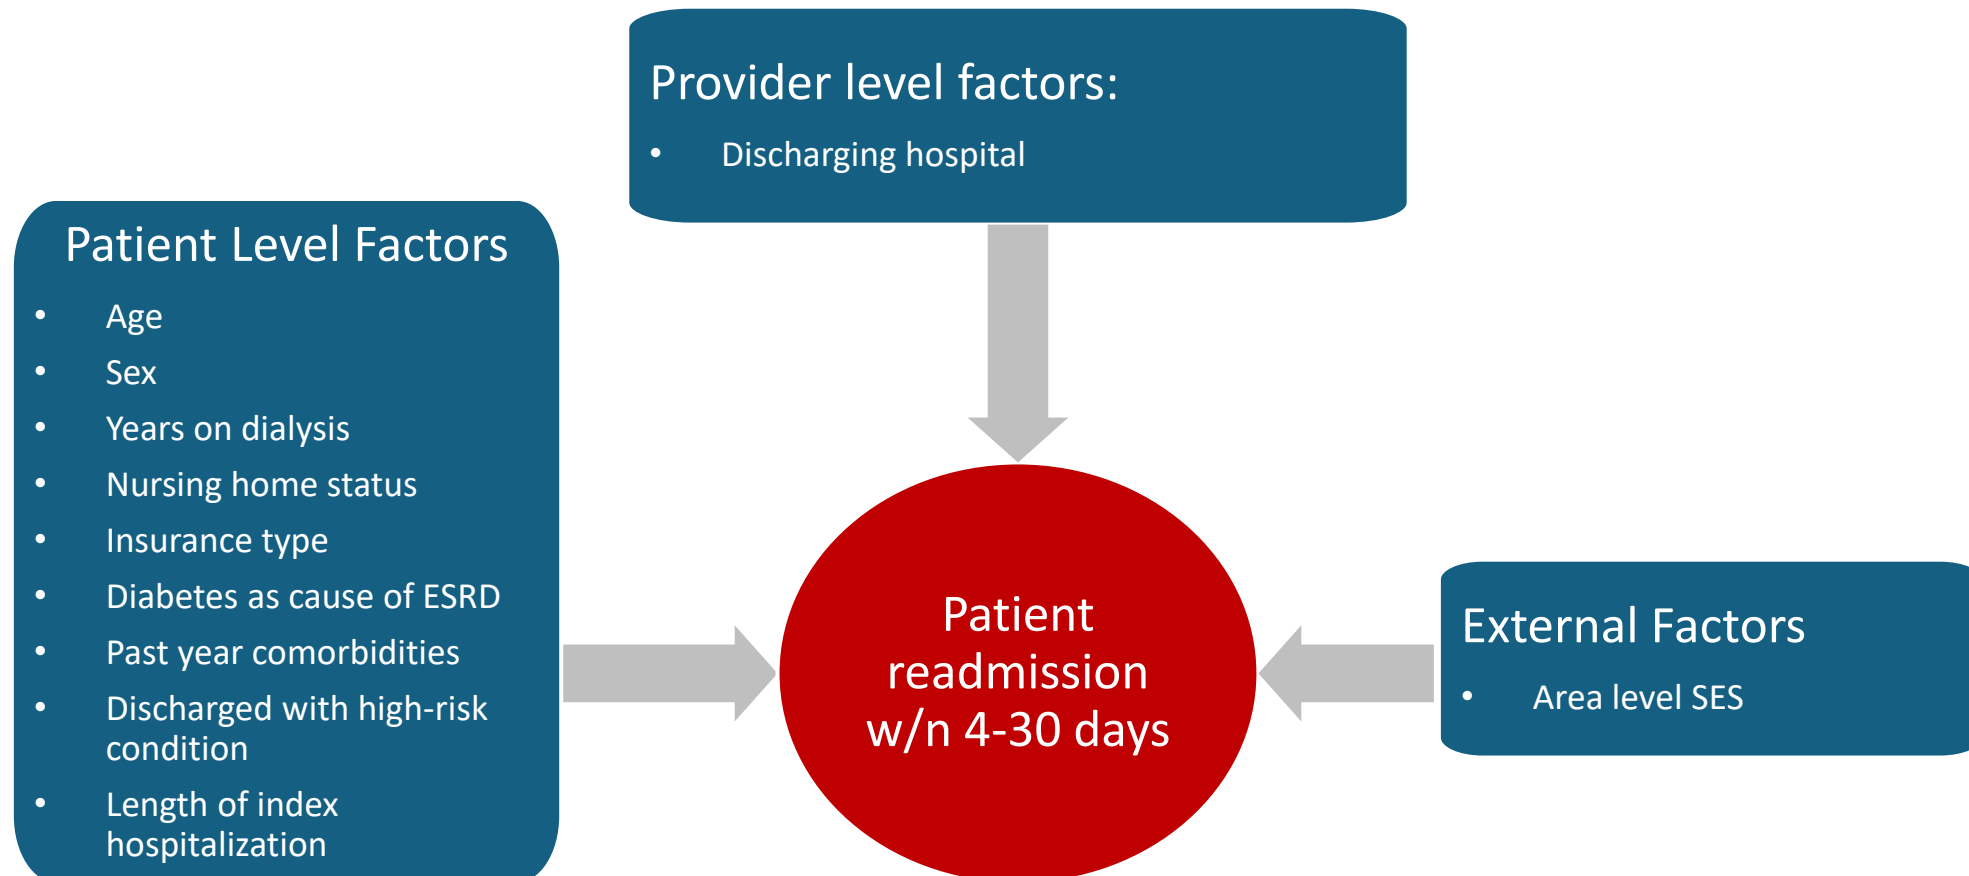 Provider level factors:
• Discharging hospital
Patient Level Factors
• Age
• Sex
• Years on dialysis
• Nursing home status
• Insurance type
• Diabetes as cause of ESRD
• Past year comorbidities
• Discharged with high-risk
condition
• Length of index
hospitalization
Patient
readmission
w/n 4-30 days
External Factors
• Area level SES